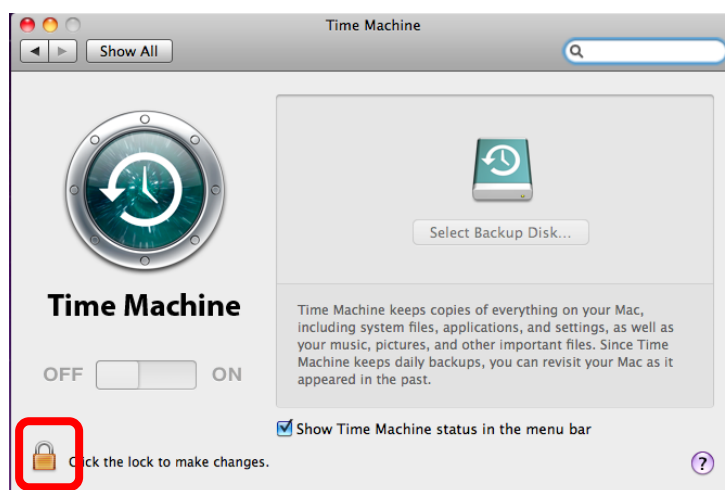 Time Machine
Show All
Select Backup Disk...
Time Machine
Time Machine keeps copies of everything on your Mac,
including system files, applications, and settings, as well as
your music, pictures, and other important files. Since Time
Machine keeps daily backups, you can revisit your Mac as it
appeared in the past.
OFF ON
Show Time Machine status in the menu bar
Click the lock to make changes.
?